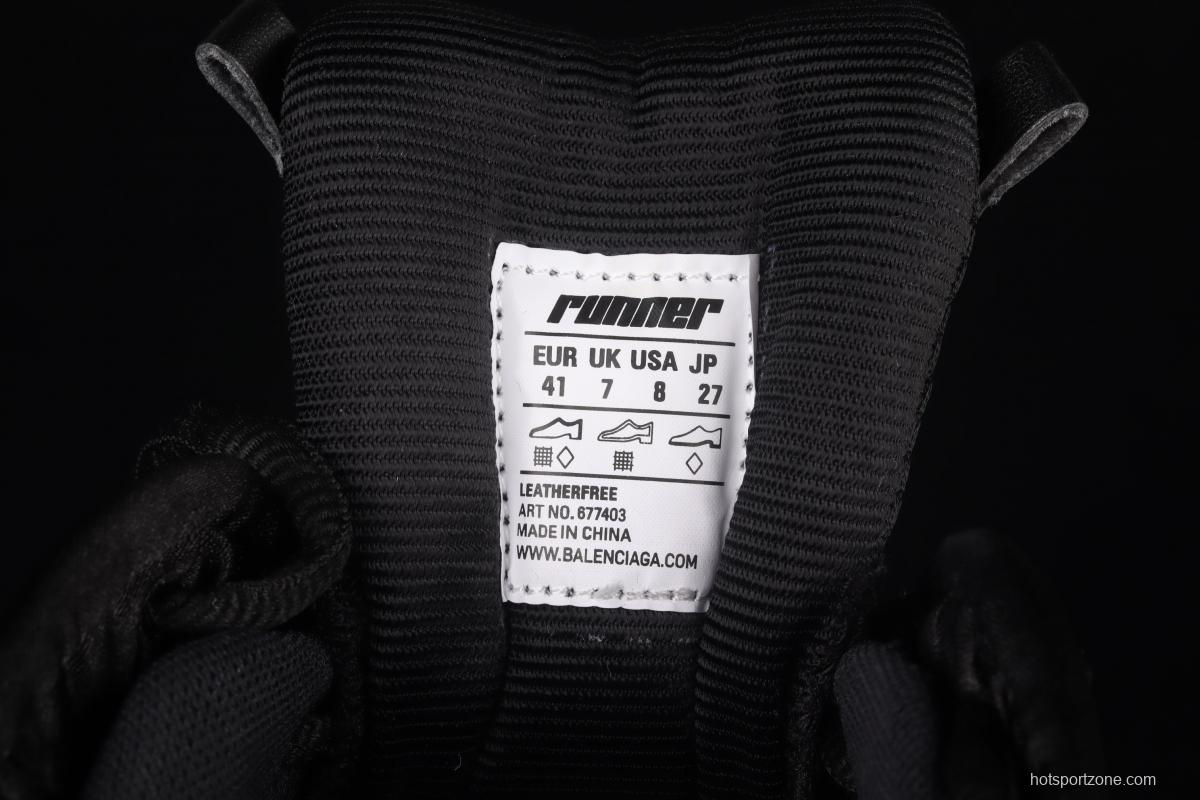 runner
EUR UK USA JP
41 7 8 27
LEATHERFREE
ART NO. 677403
MADE IN CHINA
WWW.BALENCIAGA.COM
hotsportzone.com